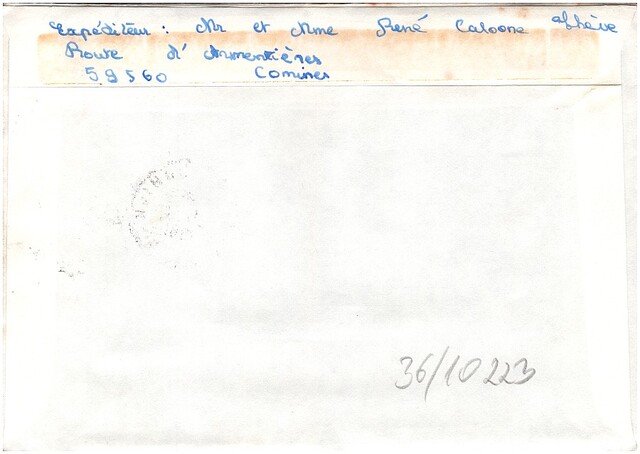 Expéditeur : Mr et Mme René Caloone
Route d'Armentières
59560 Comines
36/10223